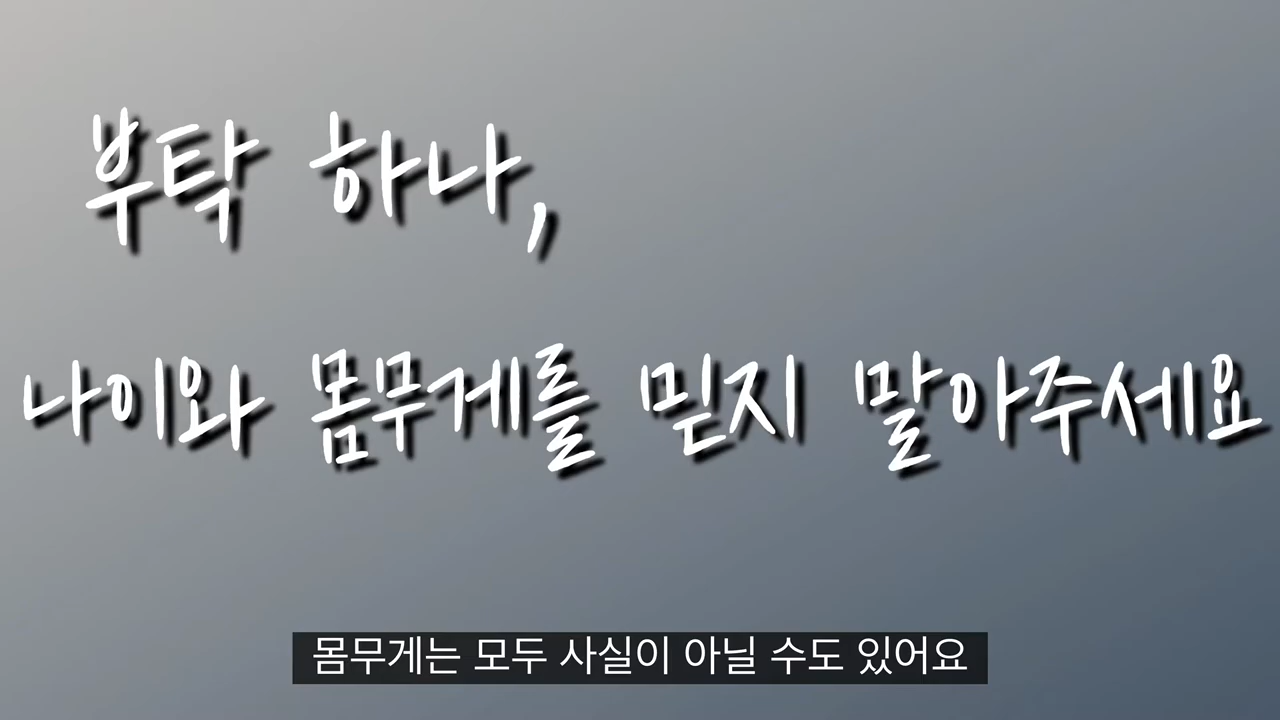 부탁 하나,
나이와 몸무게를 믿지 말아주세요
몸무게는 모두 사실이 아닐 수도 있어요